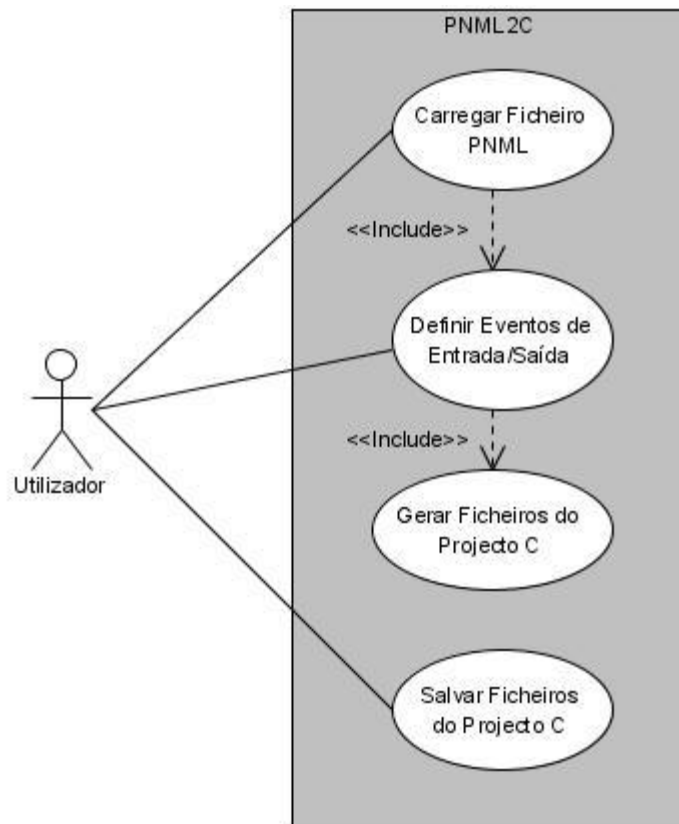 PNML2C
Carregar Ficheiro
PNML
<<Include>>
Definir Eventos de
Entrada/Saída
<<Include>>
Utilizador
Gerar Ficheiros do
Projecto C
Salvar Ficheiros
do Projecto C